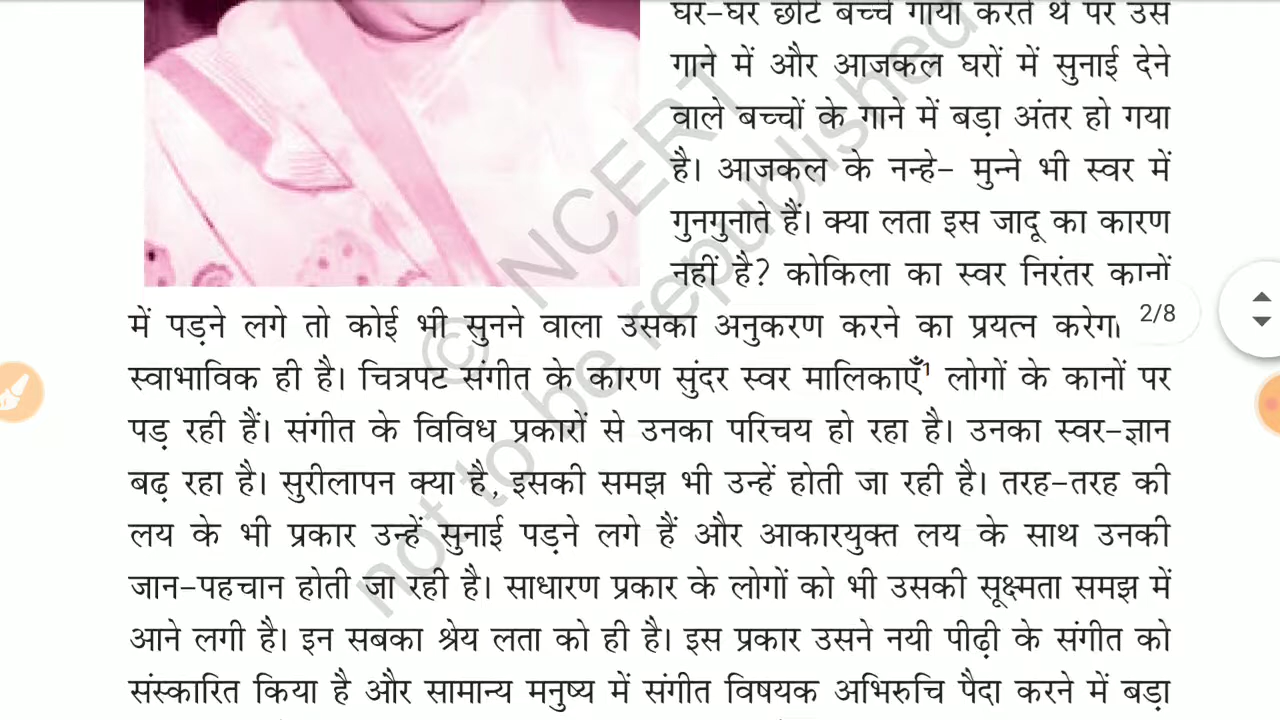 घर-घर छोटे बच्चे गाया करते थे पर उस
गाने में और आजकल घरों में सुनाई देने
वाले बच्चों के गाने में बड़ा अंतर हो गया
है। आजकल के नन्हे- मुन्ने भी स्वर में
गुनगुनाते हैं। क्या लता इस जादू का कारण
नहीं है? कोकिला का स्वर निरंतर कानों
में पड़ने लगे तो कोई भी सुनने वाला उसका अनुकरण करने का प्रयत्न करेगा
2/8
स्वाभाविक ही है। चित्रपट संगीत के कारण सुंदर स्वर मालिकाएँ1 लोगों के कानों पर
पड़ रही हैं। संगीत के विविध प्रकारों से उनका परिचय हो रहा है। उनका स्वर-ज्ञान
बढ़ रहा है। सुरीलापन क्या है, इसकी समझ भी उन्हें होती जा रही है। तरह-तरह की
लय के भी प्रकार उन्हें सुनाई पड़ने लगे हैं और आकारयुक्त लय के साथ उनकी
जान-पहचान होती जा रही है। साधारण प्रकार के लोगों को भी उसकी सूक्ष्मता समझ में
आने लगी है। इन सबका श्रेय लता को ही है। इस प्रकार उसने नयी पीढ़ी के संगीत को
संस्कारित किया है और सामान्य मनुष्य में संगीत विषयक अभिरुचि पैदा करने में बड़ा
© NCERT
not to be republished